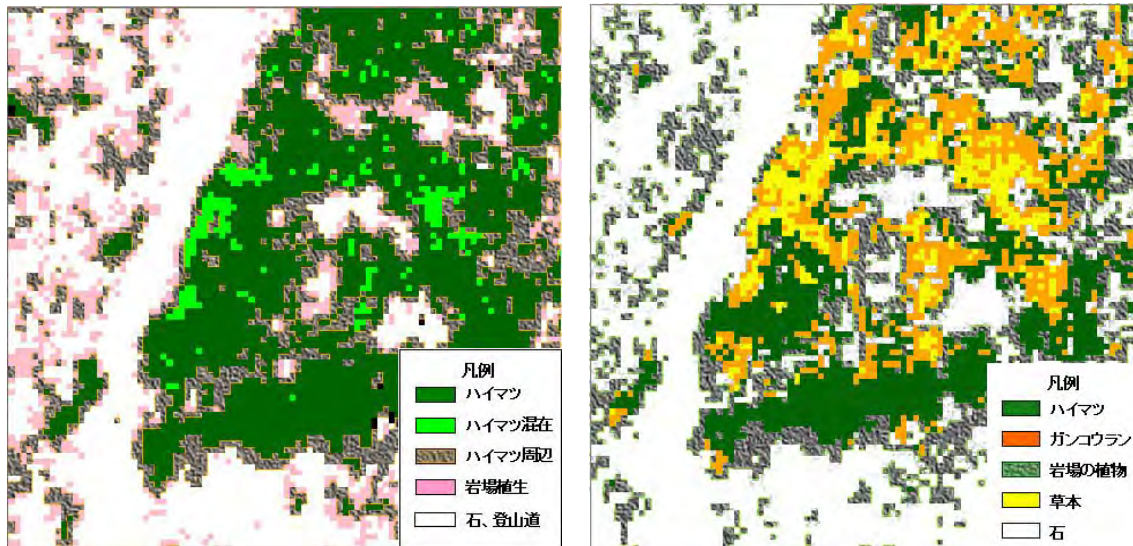 凡例
ハイマツ
ハイマツ混在
ハイマツ周辺
岩場植生
石、登山道
凡例
ハイマツ
ガンコウラン
岩場の植物
草本
石